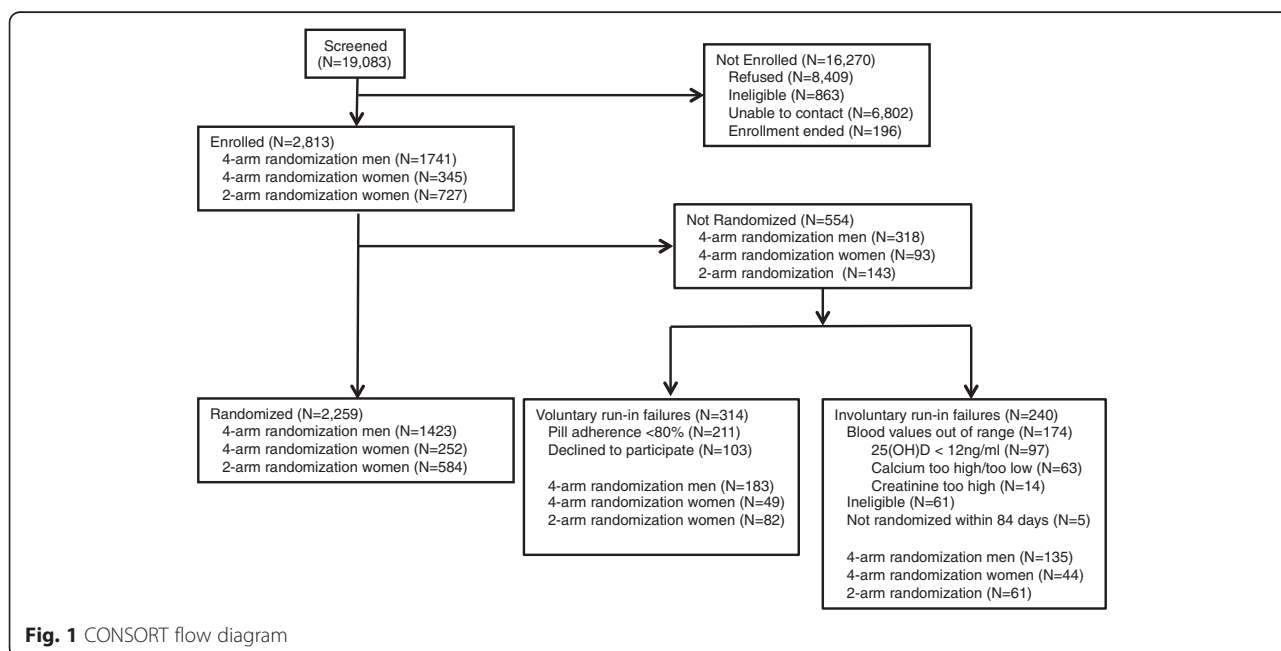 Screened
(N=19,083)
Not Enrolled (N=16,270)
Refused (N=8,409)
Ineligible (N=863)
Unable to contact (N=6,802)
Enrollment ended (N=196)
Enrolled (N=2,813)
4-arm randomization men (N=1741)
4-arm randomization women (N=345)
2-arm randomization women (N=727)
Not Randomized (N=554)
4-arm randomization men (N=318)
4-arm randomization women (N=93)
2-arm randomization (N=143)
Randomized (N=2,259)
4-arm randomization men (N=1423)
4-arm randomization women (N=252)
2-arm randomization women (N=584)
Voluntary run-in failures (N=314)
Pill adherence <80% (N=211)
Declined to participate (N=103)
4-arm randomization men (N=183)
4-arm randomization women (N=49)
2-arm randomization women (N=82)
Involuntary run-in failures (N=240)
Blood values out of range (N=174)
25(OH)D < 12ng/ml (N=97)
Calcium too high/too low (N=63)
Creatinine too high (N=14)
Ineligible (N=61)
Not randomized within 84 days (N=5)
4-arm randomization men (N=135)
4-arm randomization women (N=44)
2-arm randomization (N=61)
Fig. 1 CONSORT flow diagram